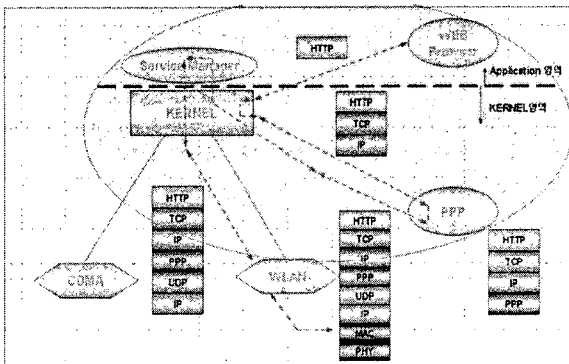 HTTP
WEB Browser
Service Manager
Application 영역
KERNEL
KERNEL영역
HTTP
TCP
IP
PPP
HTTP
TCP
IP
PPP
UDP
IP
HTTP
TCP
IP
PPP
UDP
IP
MAC
PHY
HTTP
TCP
IP
PPP
CDMA
WLAN